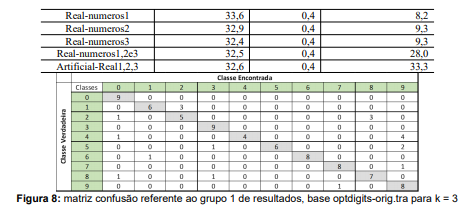 Real-numeros1 33,6 0,4 8,2
Real-numeros2 32,9 0,4 9,3
Real-numeros3 32,4 0,4 9,3
Real-numeros1,2e3 32,5 0,4 28,0
Artificial-Real1,2,3 32,6 0,4 33,3
Classe Encontrada
Classe Verdadeira
Classes 0 1 2 3 4 5 6 7 8 9
0 9 0 0 0 0 0 0 0 0 0
1 0 6 3 0 0 0 0 0 0 0
2 1 0 5 0 0 0 0 0 3 0
3 0 0 0 9 0 0 0 0 0 0
4 1 0 0 0 4 0 0 0 0 4
5 0 0 0 1 0 6 0 0 0 2
6 0 1 0 0 0 0 8 0 0 0
7 0 0 0 0 0 0 0 8 1 0
8 1 0 0 1 0 0 0 0 7 0
9 0 0 0 0 0 0 0 1 0 8
Figura 8: matriz confusão referente ao grupo 1 de resultados, base optdigits-orig.tra para k = 3